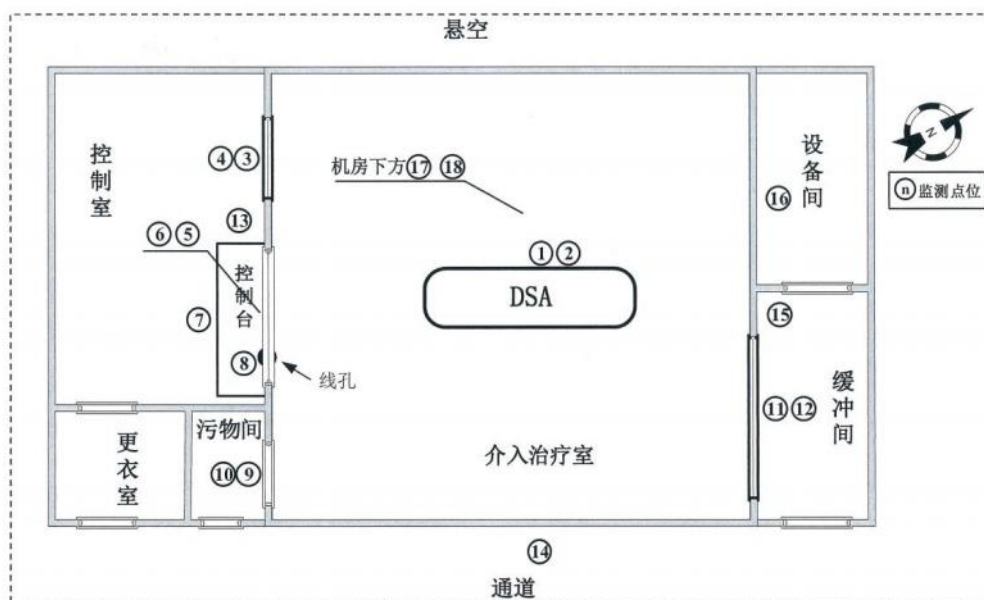 悬空
控制室
④③
机房下方⑰ ⑱
设备间
N
ⓝ监测点位
⑯
⑬
⑥⑤
①②
控制台
DSA
⑦
⑧
线孔
⑮
⑪⑫
缓冲间
污物间
更衣室
⑩⑨
介入治疗室
⑭
通道